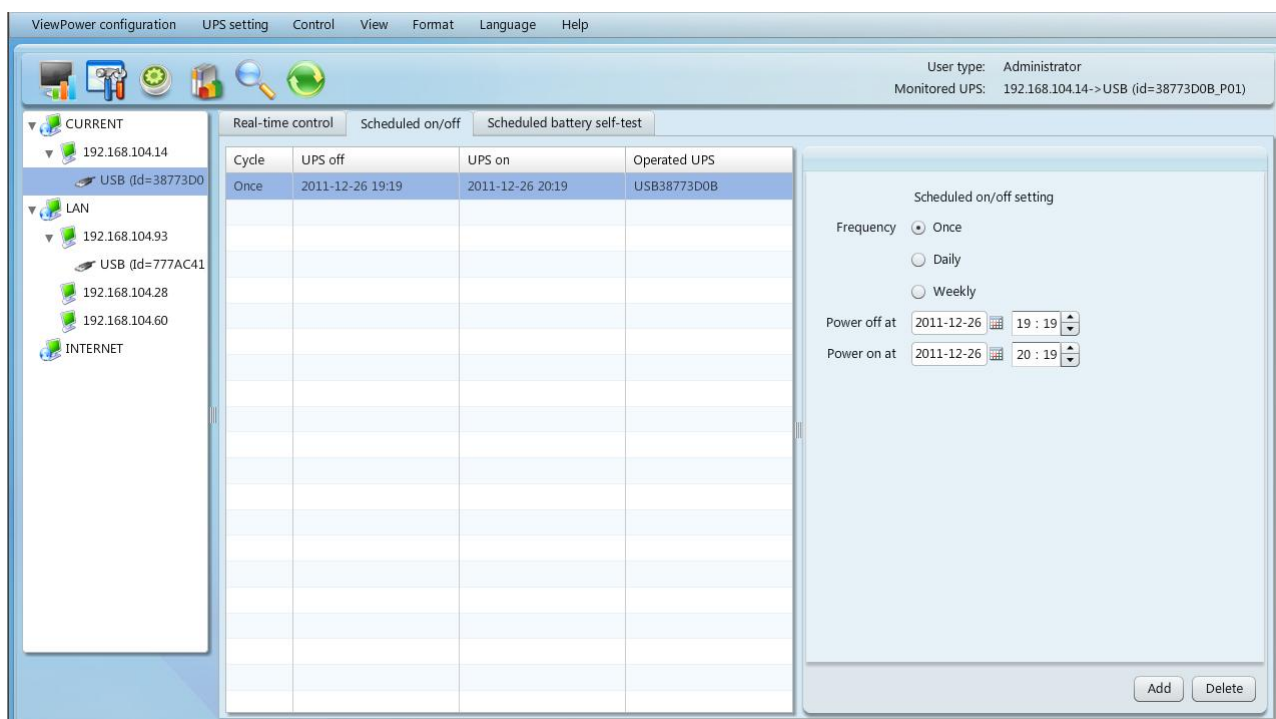 ViewPower configuration UPS setting Control View Format Language Help
User type: Administrator
Monitored UPS: 192.168.104.14->USB (id=38773D0B_P01)
CURRENT
192.168.104.14
USB (Id=38773D0
LAN
192.168.104.93
USB (Id=777AC41
192.168.104.28
192.168.104.60
INTERNET
Real-time control Scheduled on/off Scheduled battery self-test
Cycle UPS off UPS on Operated UPS
Once 2011-12-26 19:19 2011-12-26 20:19 USB38773D0B
Scheduled on/off setting
Frequency Once
Daily
Weekly
Power off at 2011-12-26 19 : 19
Power on at 2011-12-26 20 : 19
Add Delete